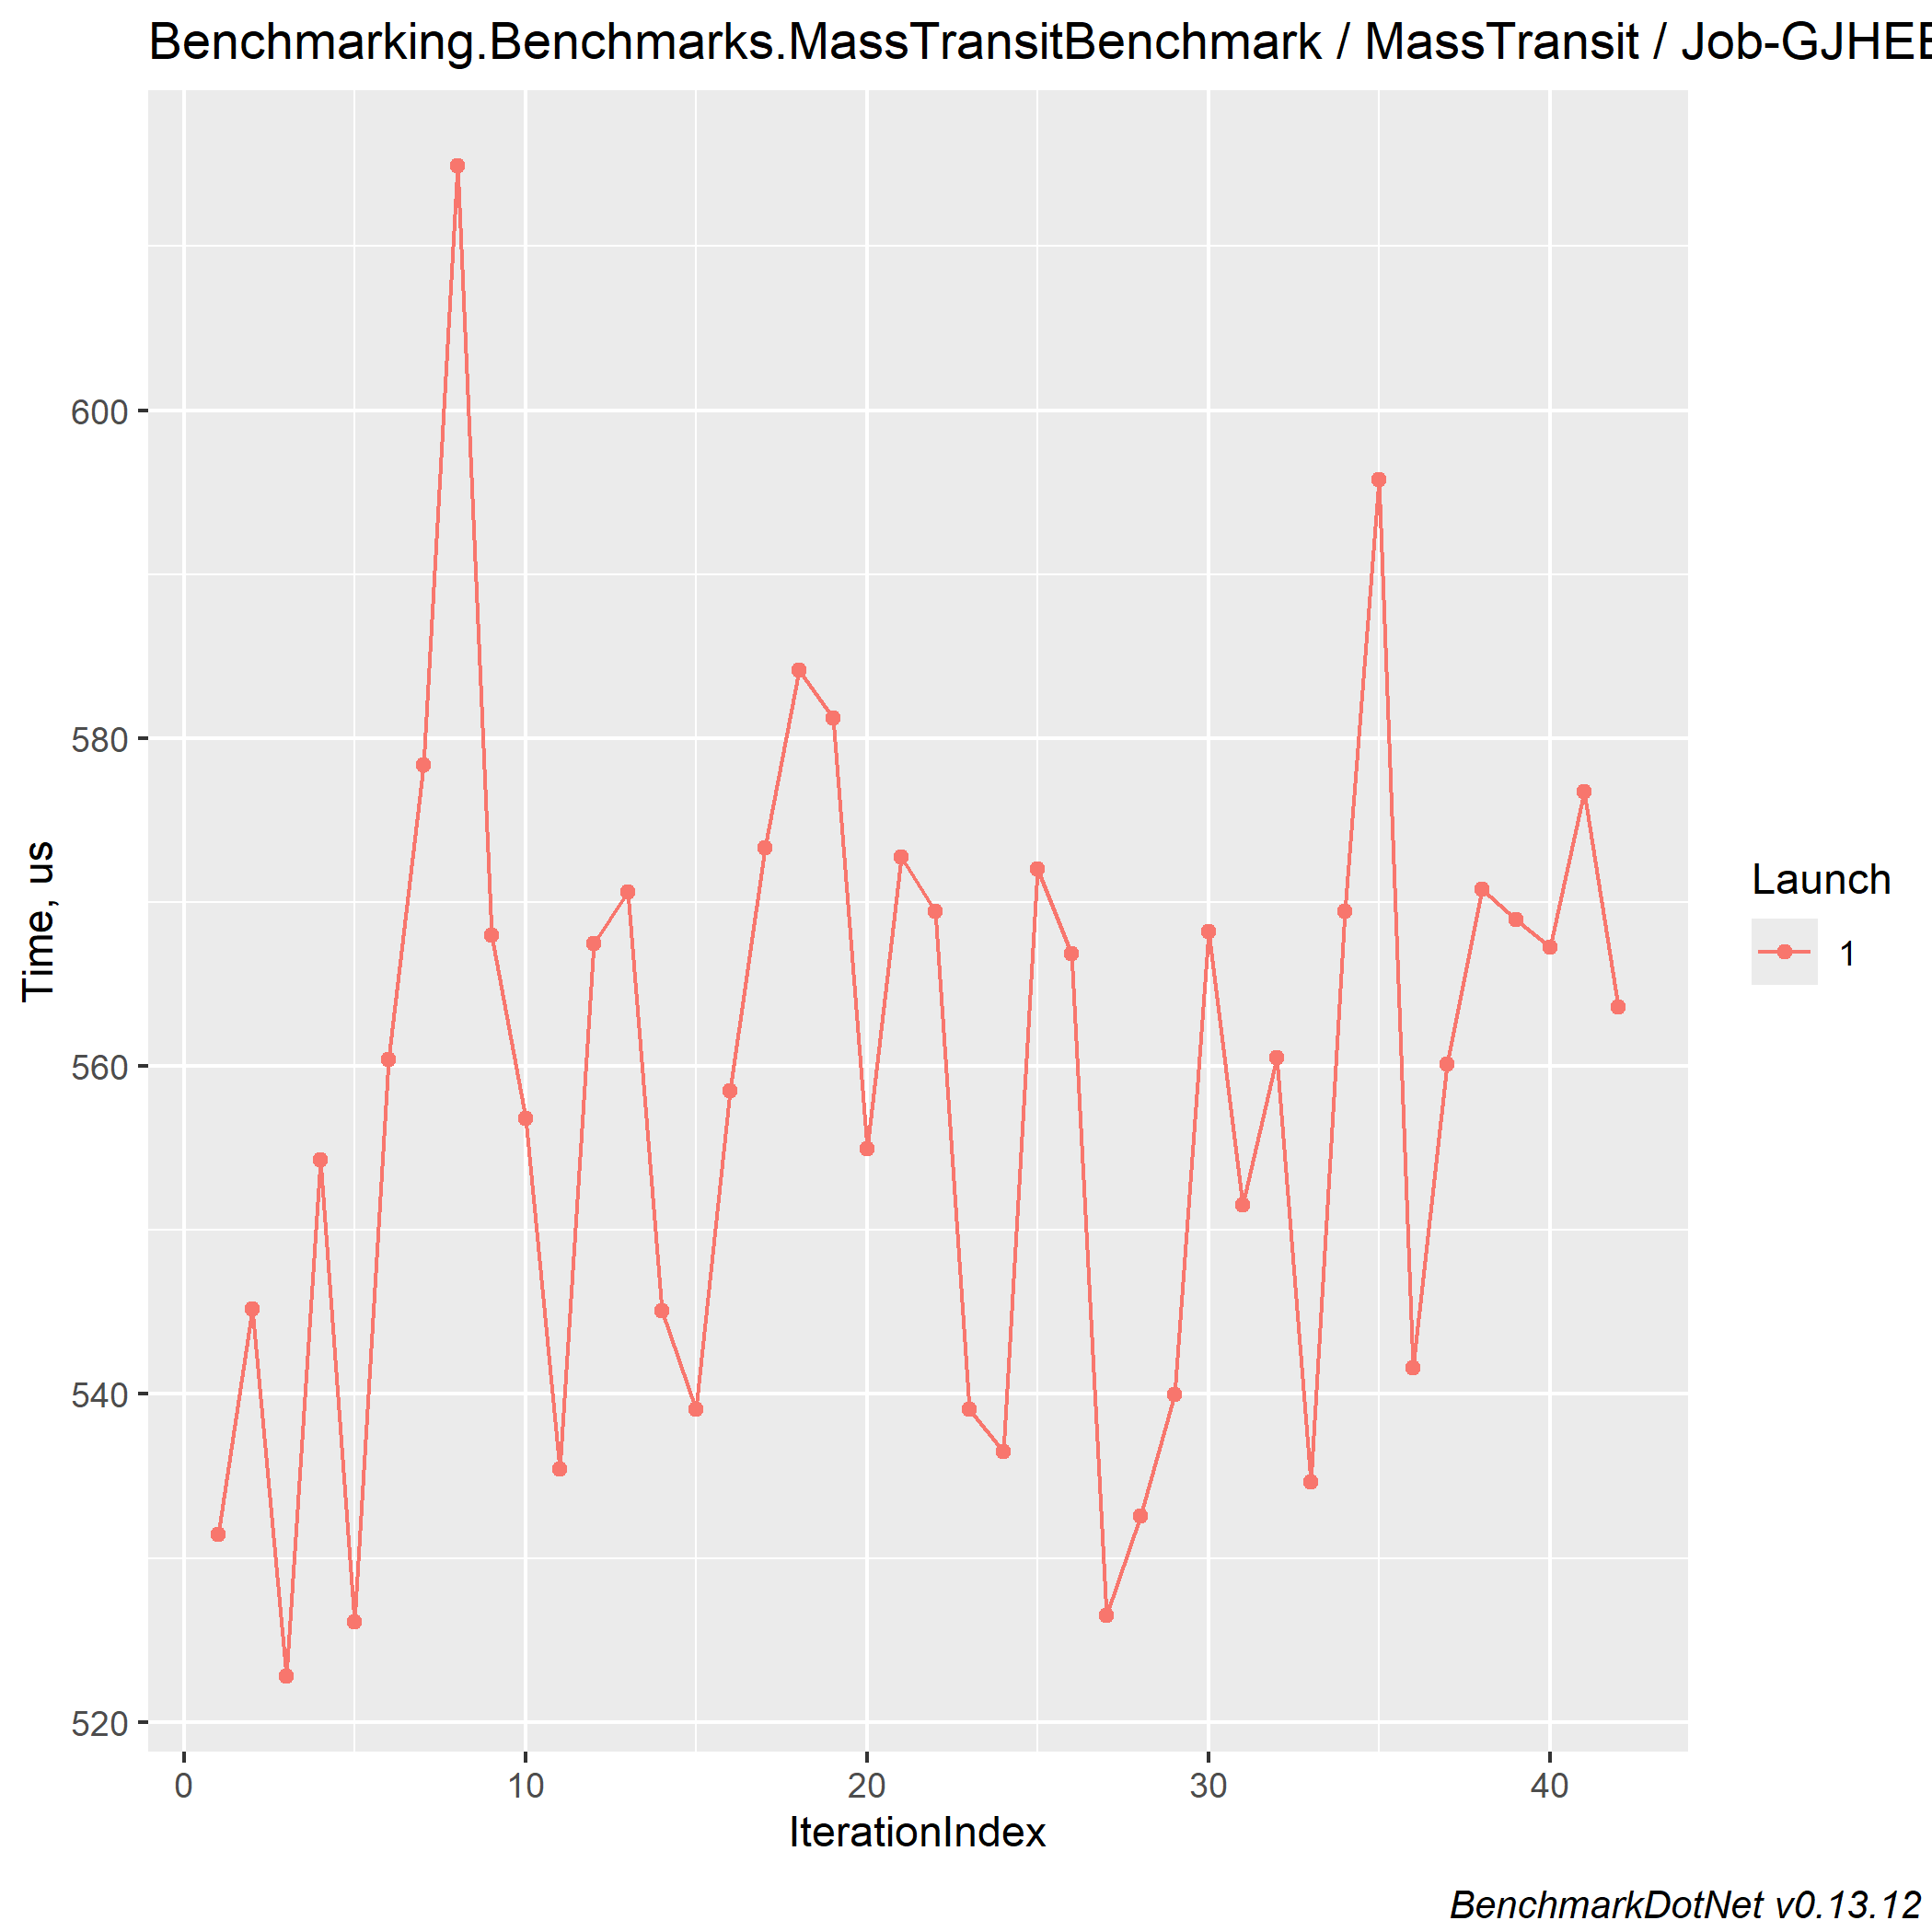 Benchmarking.Benchmarks.MassTransitBenchmark / MassTransit / Job-GJHEE
600
580
560
540
520
Time, us
0 10 20 30 40
IterationIndex
Launch
1
BenchmarkDotNet v0.13.12